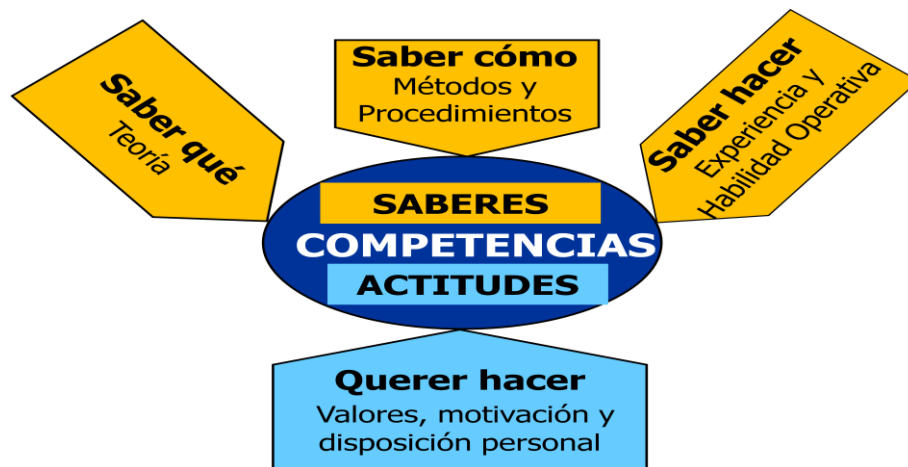 Saber qué
Teoría
Saber cómo
Métodos y
Procedimientos
Saber hacer
Experiencia y
Habilidad Operativa
SABERES
COMPETENCIAS
ACTITUDES
Querer hacer
Valores, motivación y
disposición personal